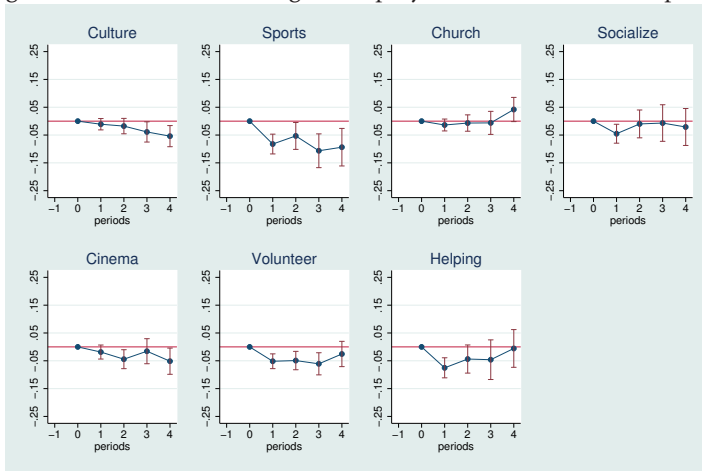 Culture Sports Church Socialize
.25 .25 .25 .25
.15 .15 .15 .15
.05 .05 .05 .05
−.05 −.05 −.05 −.05
−.15 −.15 −.15 −.15
−.25 −.25 −.25 −.25
−1 0 1 2 3 4 −1 0 1 2 3 4 −1 0 1 2 3 4 −1 0 1 2 3 4
periods periods periods periods
Cinema Volunteer Helping
.25 .25 .25
.15 .15 .15
.05 .05 .05
−.05 −.05 −.05
−.15 −.15 −.15
−.25 −.25 −.25
−1 0 1 2 3 4 −1 0 1 2 3 4 −1 0 1 2 3 4
periods periods periods